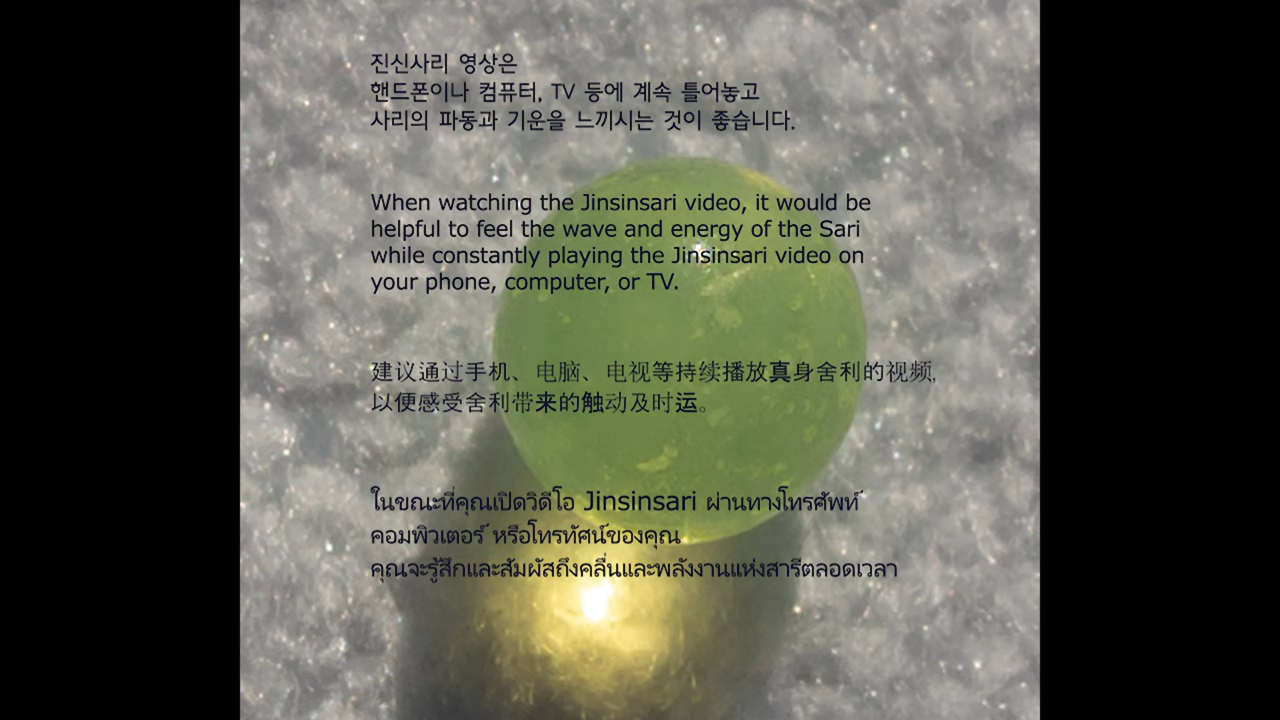 진신사리 영상은
핸드폰이나 컴퓨터, TV 등에 계속 틀어놓고
사리의 파동과 기운을 느끼시는 것이 좋습니다.
When watching the Jinsinsari video, it would be
helpful to feel the wave and energy of the Sari
while constantly playing the Jinsinsari video on
your phone, computer, or TV.
建议通过手机、电脑、电视等持续播放真身舍利的视频,
以便感受舍利带来的触动及时运。
ในขณะที่คุณเปิดวิดีโอ Jinsinsari ผ่านทางโทรศัพท์
คอมพิวเตอร์ หรือโทรทัศน์ของคุณ
คุณจะรู้สึกและสัมผัสถึงคลื่นและพลังงานแห่งสารีตลอดเวลา